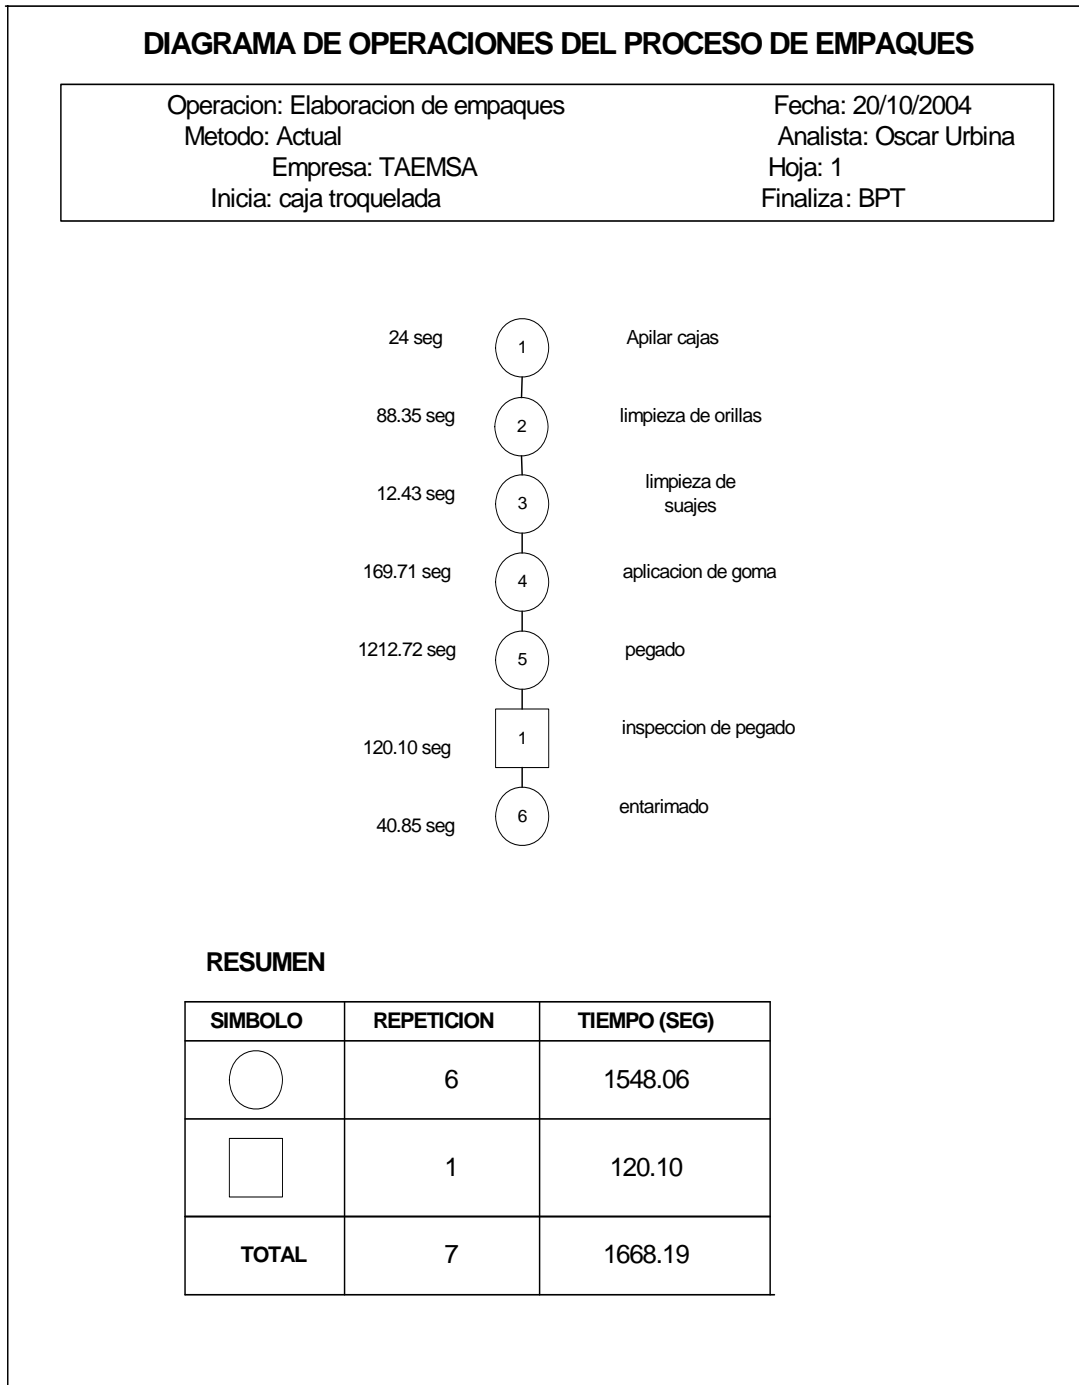 DIAGRAMA DE OPERACIONES DEL PROCESO DE EMPAQUES
Operacion: Elaboracion de empaques Fecha: 20/10/2004
Metodo: Actual Analista: Oscar Urbina
Empresa: TAEMSA Hoja: 1
Inicia: caja troquelada Finaliza: BPT
24 seg 1 Apilar cajas
88.35 seg 2 limpieza de orillas
12.43 seg 3 limpieza de
suajes
169.71 seg 4 aplicacion de goma
1212.72 seg 5 pegado
120.10 seg 1 inspeccion de pegado
40.85 seg 6 entarimado
RESUMEN
SIMBOLO REPETICION TIEMPO (SEG)
6 1548.06
1 120.10
TOTAL 7 1668.19